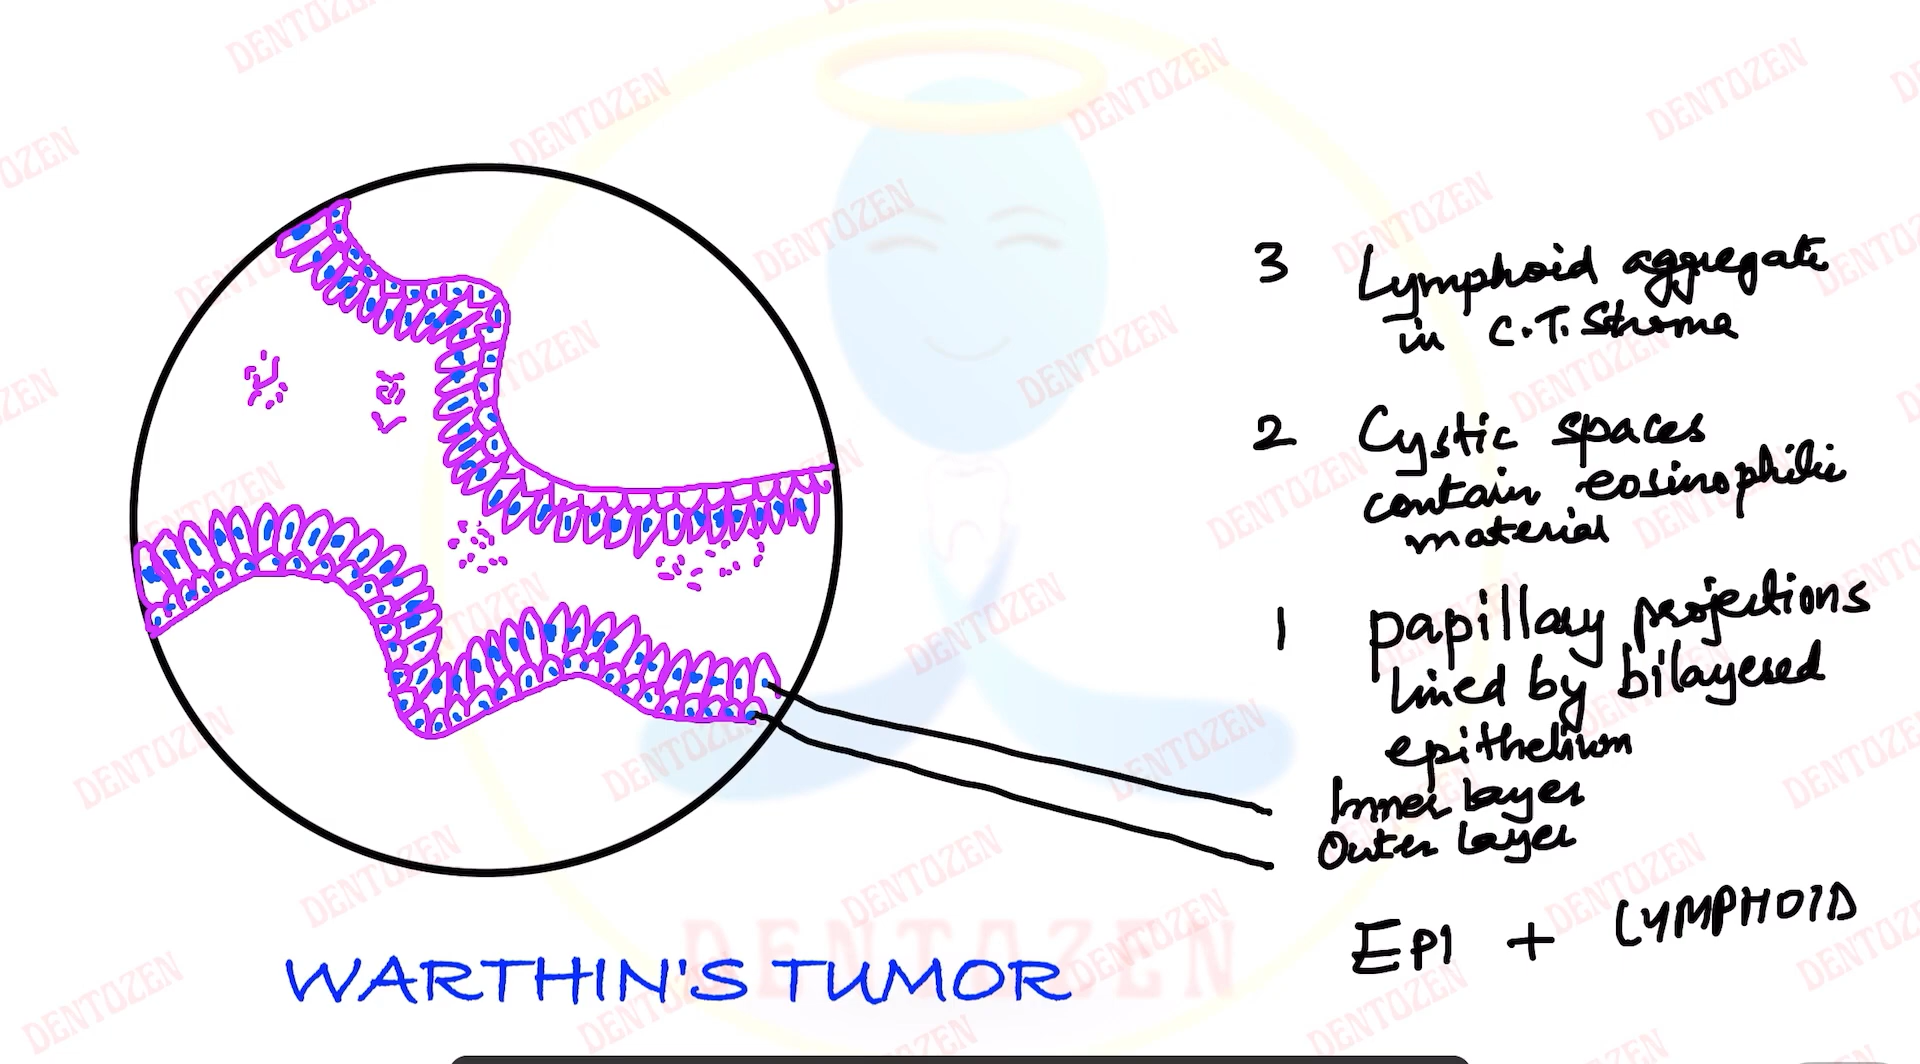 3 Lymphoid aggregate
in C.T. Stroma
2 Cystic spaces
contain eosinophilic
material
1 papillary projections
lined by bilayered
epithelium
Inner layer
Outer layer
EPI + LYMPHOID
WARTHIN'S TUMOR
DENTOZEN